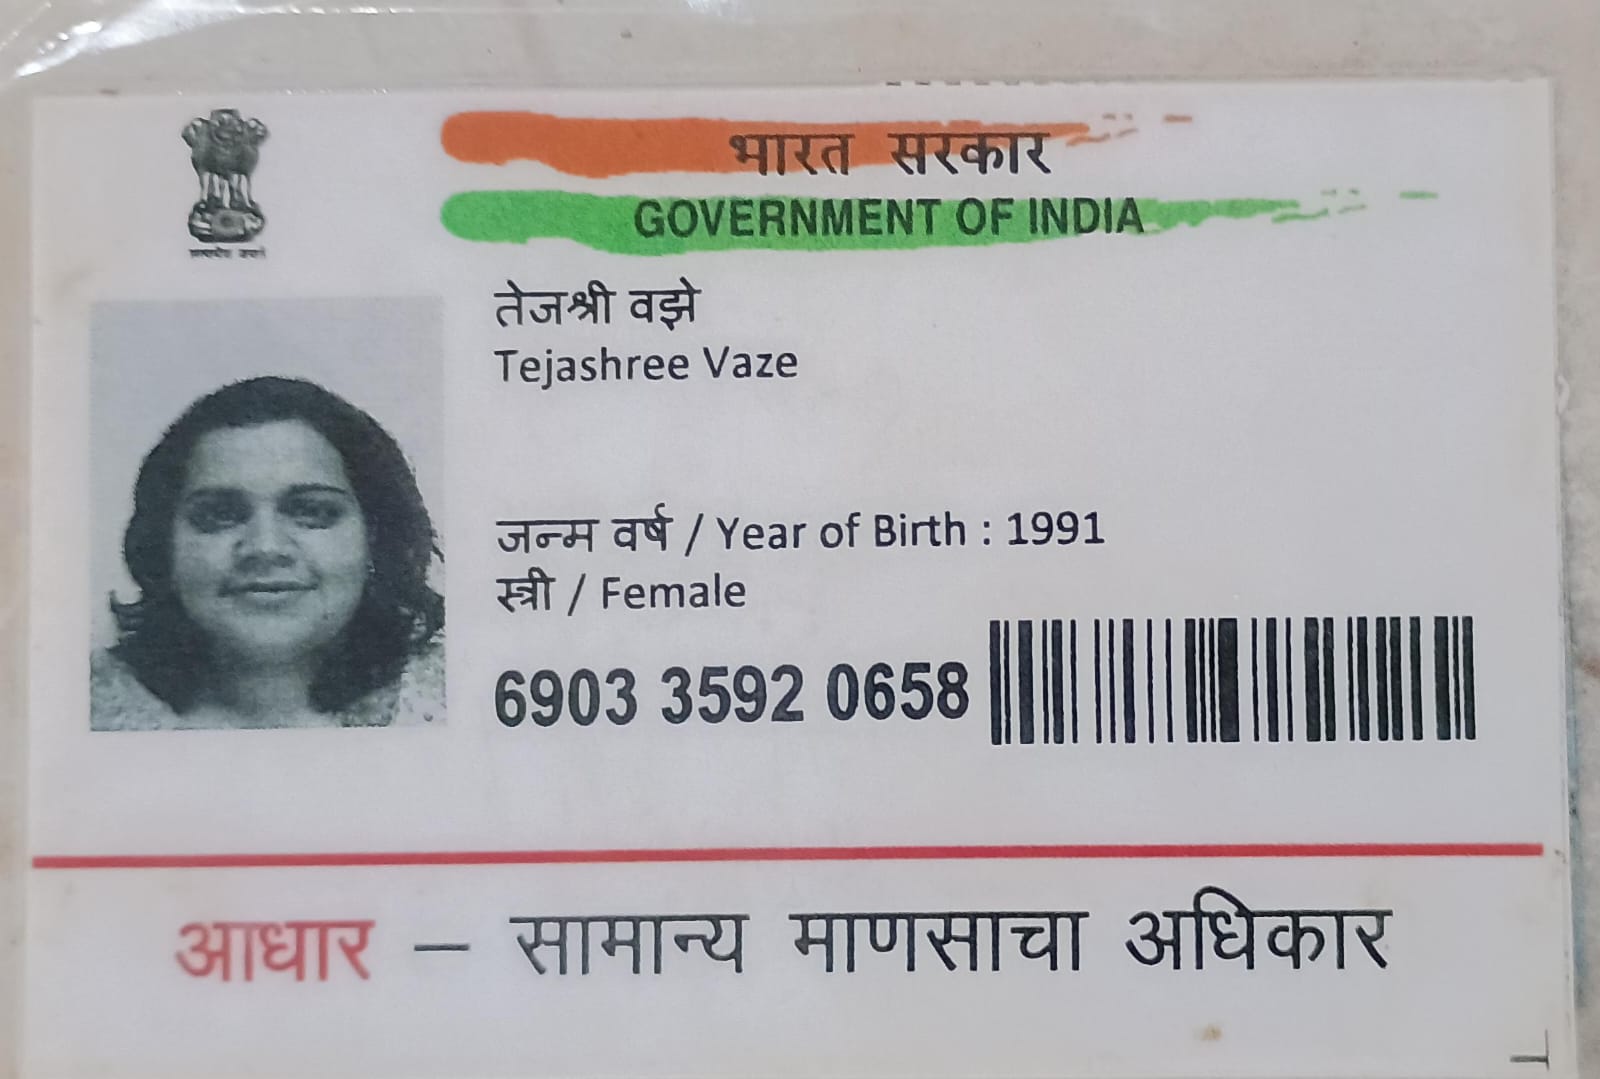 भारत सरकार
GOVERNMENT OF INDIA
तेजश्री वझे
Tejashree Vaze
जन्म वर्ष / Year of Birth : 1991
स्त्री / Female
6903 3592 0658
आधार – सामान्य माणसाचा अधिकार